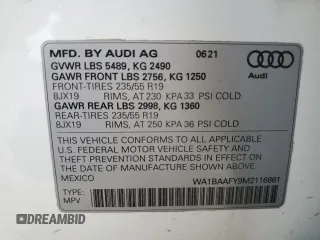 MFD. BY AUDI AG 0621
GVWR LBS 5489, KG 2490
GAWR FRONT LBS 2756, KG 1250
FRONT-TIRES 235/55 R19
8JX19 RIMS, AT 230 KPA 33 PSI COLD
GAWR REAR LBS 2998, KG 1360
REAR-TIRES 235/55 R19
8JX19 RIMS, AT 250 KPA 36 PSI COLD
Audi
THIS VEHICLE CONFORMS TO ALL APPLICABLE
U.S. FEDERAL MOTOR VEHICLE SAFETY, BUMPER, AND
THEFT PREVENTION STANDARDS IN EFFECT ON THE
DATE OF MANUFACTURE SHOWN ABOVE.
MEXICO
TYPE: WA1BAAFY9M2116861
MPV